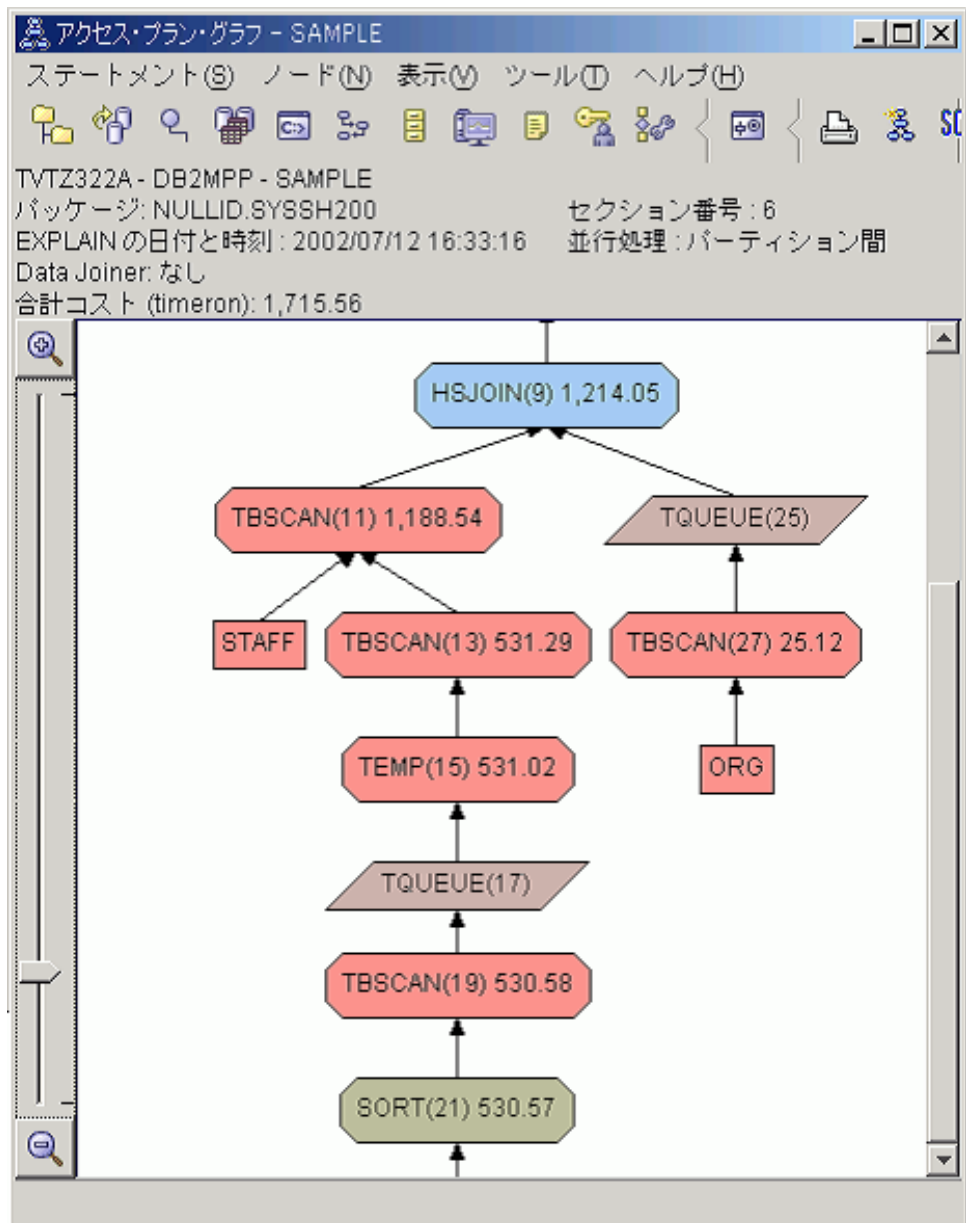 アクセス・プラン・グラフ - SAMPLE
ステートメント(S) ノード(N) 表示(V) ツール(T) ヘルプ(H)
TVTZ322A - DB2MPP - SAMPLE
パッケージ: NULLID.SYSSH200 セクション番号 : 6
EXPLAIN の日付と時刻 : 2002/07/12 16:33:16 並行処理 : パーティション間
Data Joiner: なし
合計コスト (timeron): 1,715.56
HSJOIN(9) 1,214.05
TBSCAN(11) 1,188.54
TQUEUE(25)
STAFF
TBSCAN(13) 531.29
TBSCAN(27) 25.12
TEMP(15) 531.02
ORG
TQUEUE(17)
TBSCAN(19) 530.58
SORT(21) 530.57